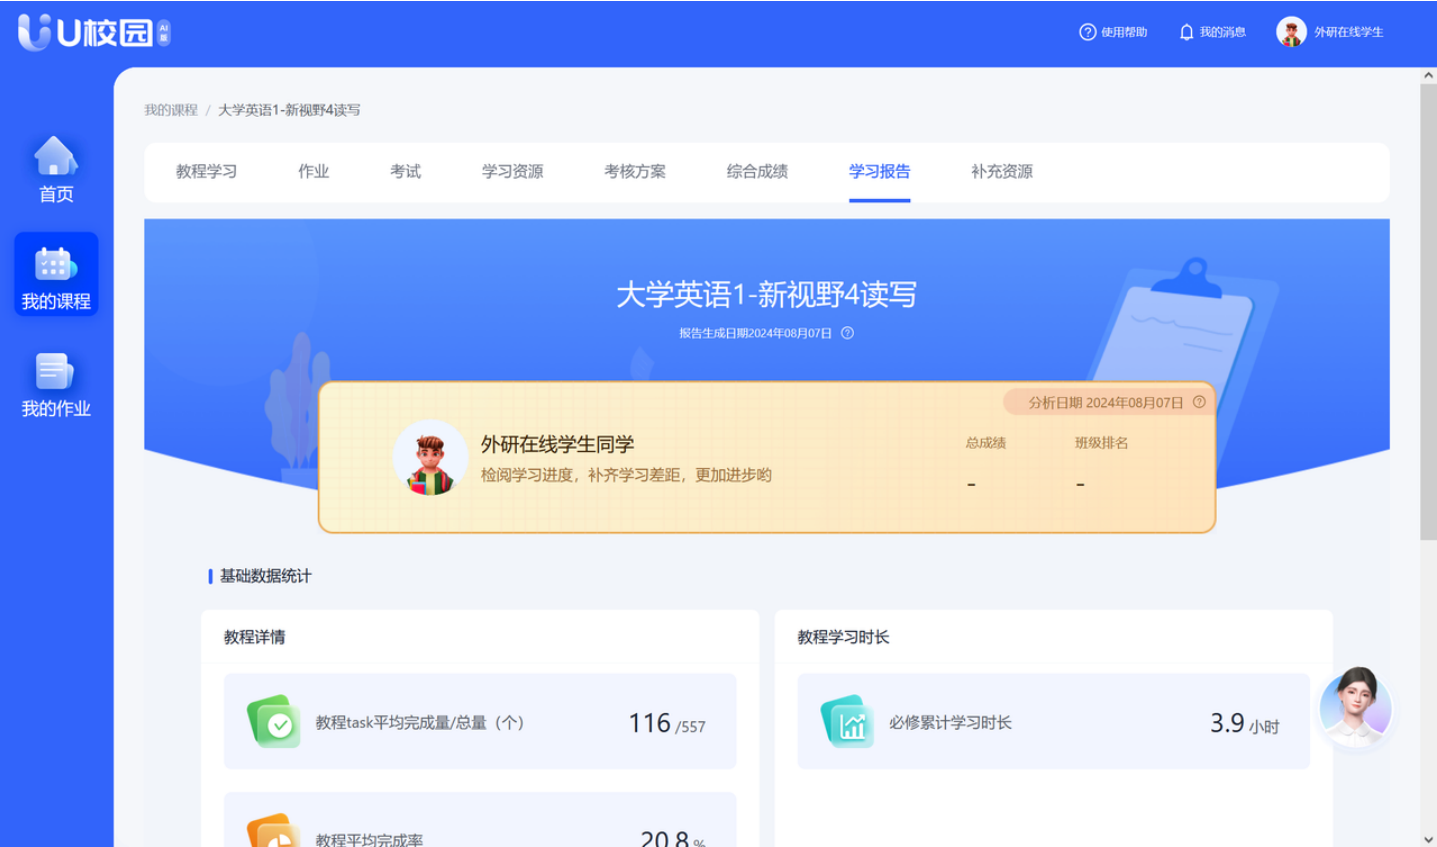 U校园 AI版
使用帮助
我的消息
外研在线学生
首页
我的课程
我的作业
我的课程 / 大学英语1-新视野4读写
教程学习 作业 考试 学习资源 考核方案 综合成绩 学习报告 补充资源
大学英语1-新视野4读写
报告生成日期2024年08月07日
分析日期 2024年08月07日
外研在线学生同学
检阅学习进度，补齐学习差距，更加进步哟
总成绩 班级排名
- -
基础数据统计
教程详情
教程task平均完成量/总量（个） 116 /557
教程平均完成率 20.8 %
教程学习时长
必修累计学习时长 3.9 小时